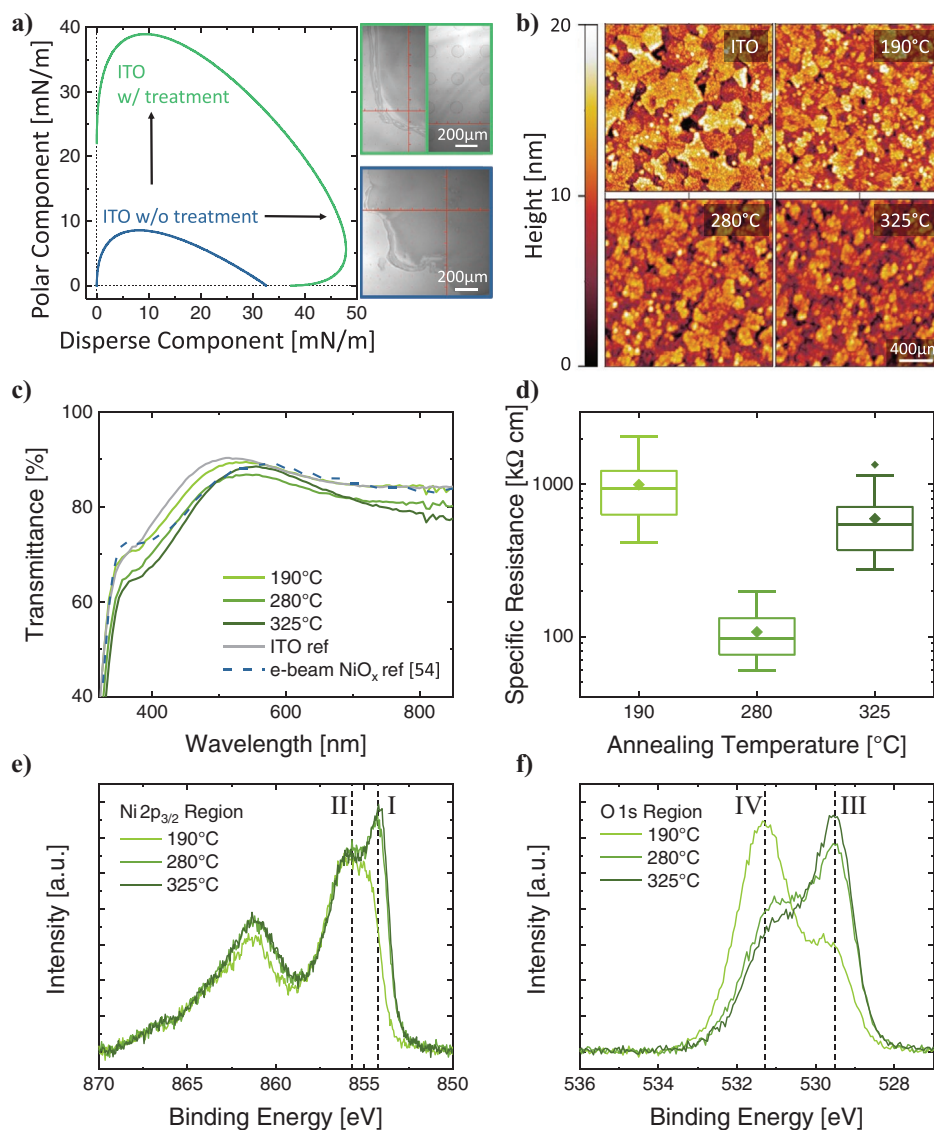 a)
Polar Component [mN/m]
40
30
20
10
0
ITO
w/ treatment
ITO w/o treatment
0 10 20 30 40 50
Disperse Component [mN/m]
200μm
200μm
b)
Height [nm]
20
10
0
ITO
190°C
280°C
325°C
400μm
c)
Transmittance [%]
100
80
60
40
190°C
280°C
325°C
ITO ref
e-beam NiOₓ ref [54]
400 600 800
Wavelength [nm]
d)
Specific Resistance [kΩ cm]
1000
100
190 280 325
Annealing Temperature [°C]
e)
Intensity [a.u.]
Ni 2p3/2 Region
190°C
280°C
325°C
II I
870 865 860 855 850
Binding Energy [eV]
f)
Intensity [a.u.]
O 1s Region
190°C
280°C
325°C
IV III
536 534 532 530 528
Binding Energy [eV]